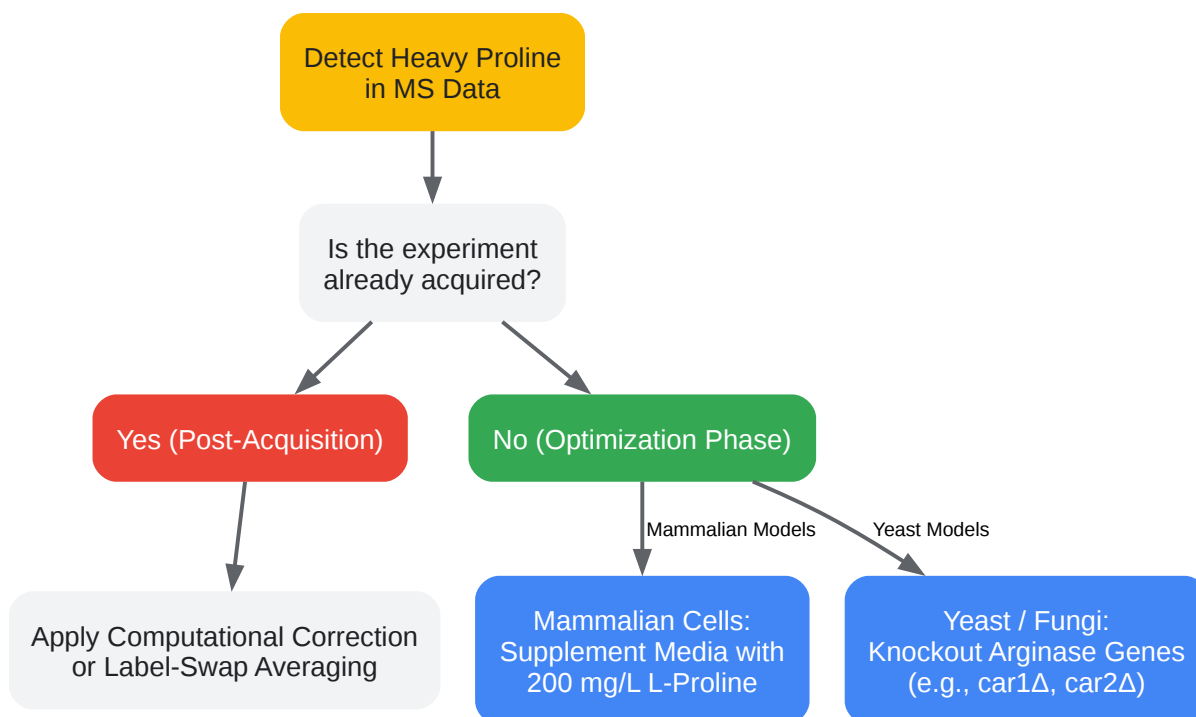 Detect Heavy Proline
in MS Data
Is the experiment
already acquired?
Yes (Post-Acquisition)
No (Optimization Phase)
Mammalian Models
Yeast Models
Apply Computational Correction
or Label-Swap Averaging
Mammalian Cells:
Supplement Media with
200 mg/L L-Proline
Yeast / Fungi:
Knockout Arginase Genes
(e.g., car1Δ, car2Δ)